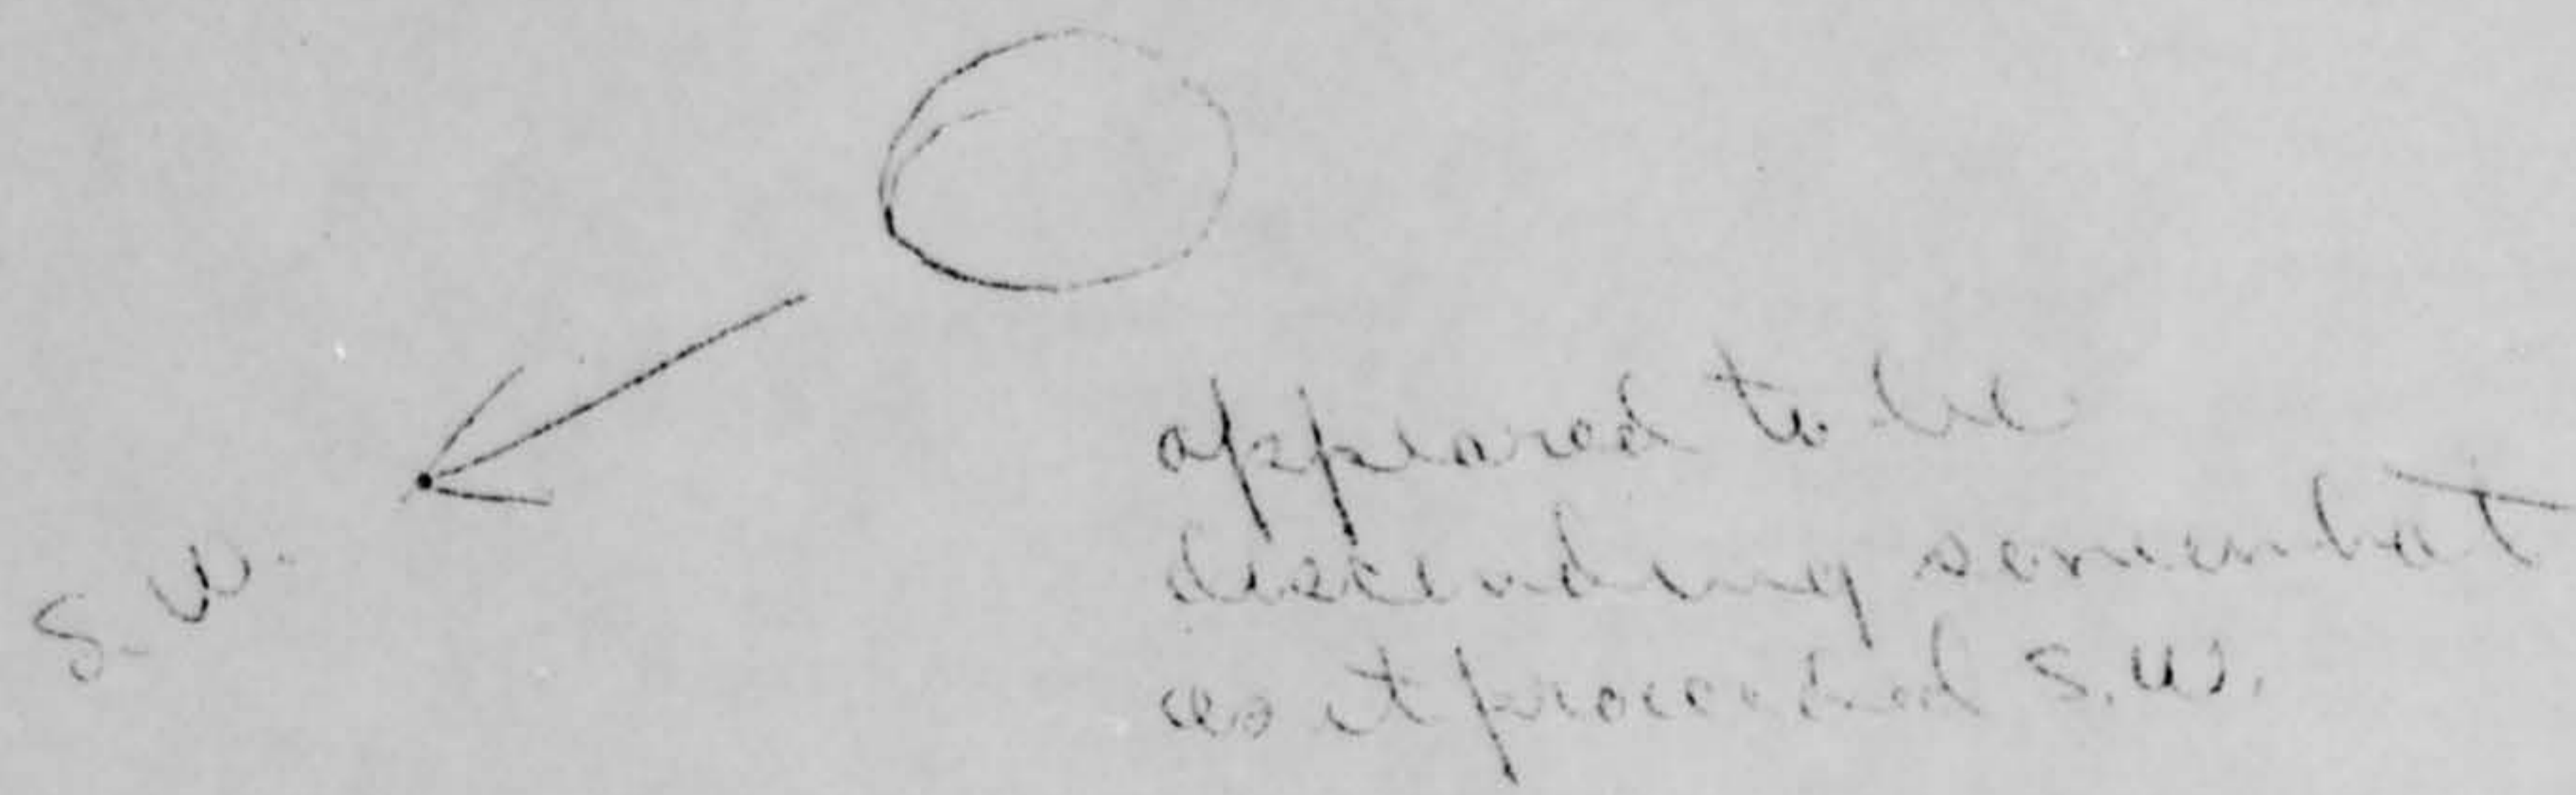 appeared to be
descending somewhat
as it proceeded S.W.
S.W.